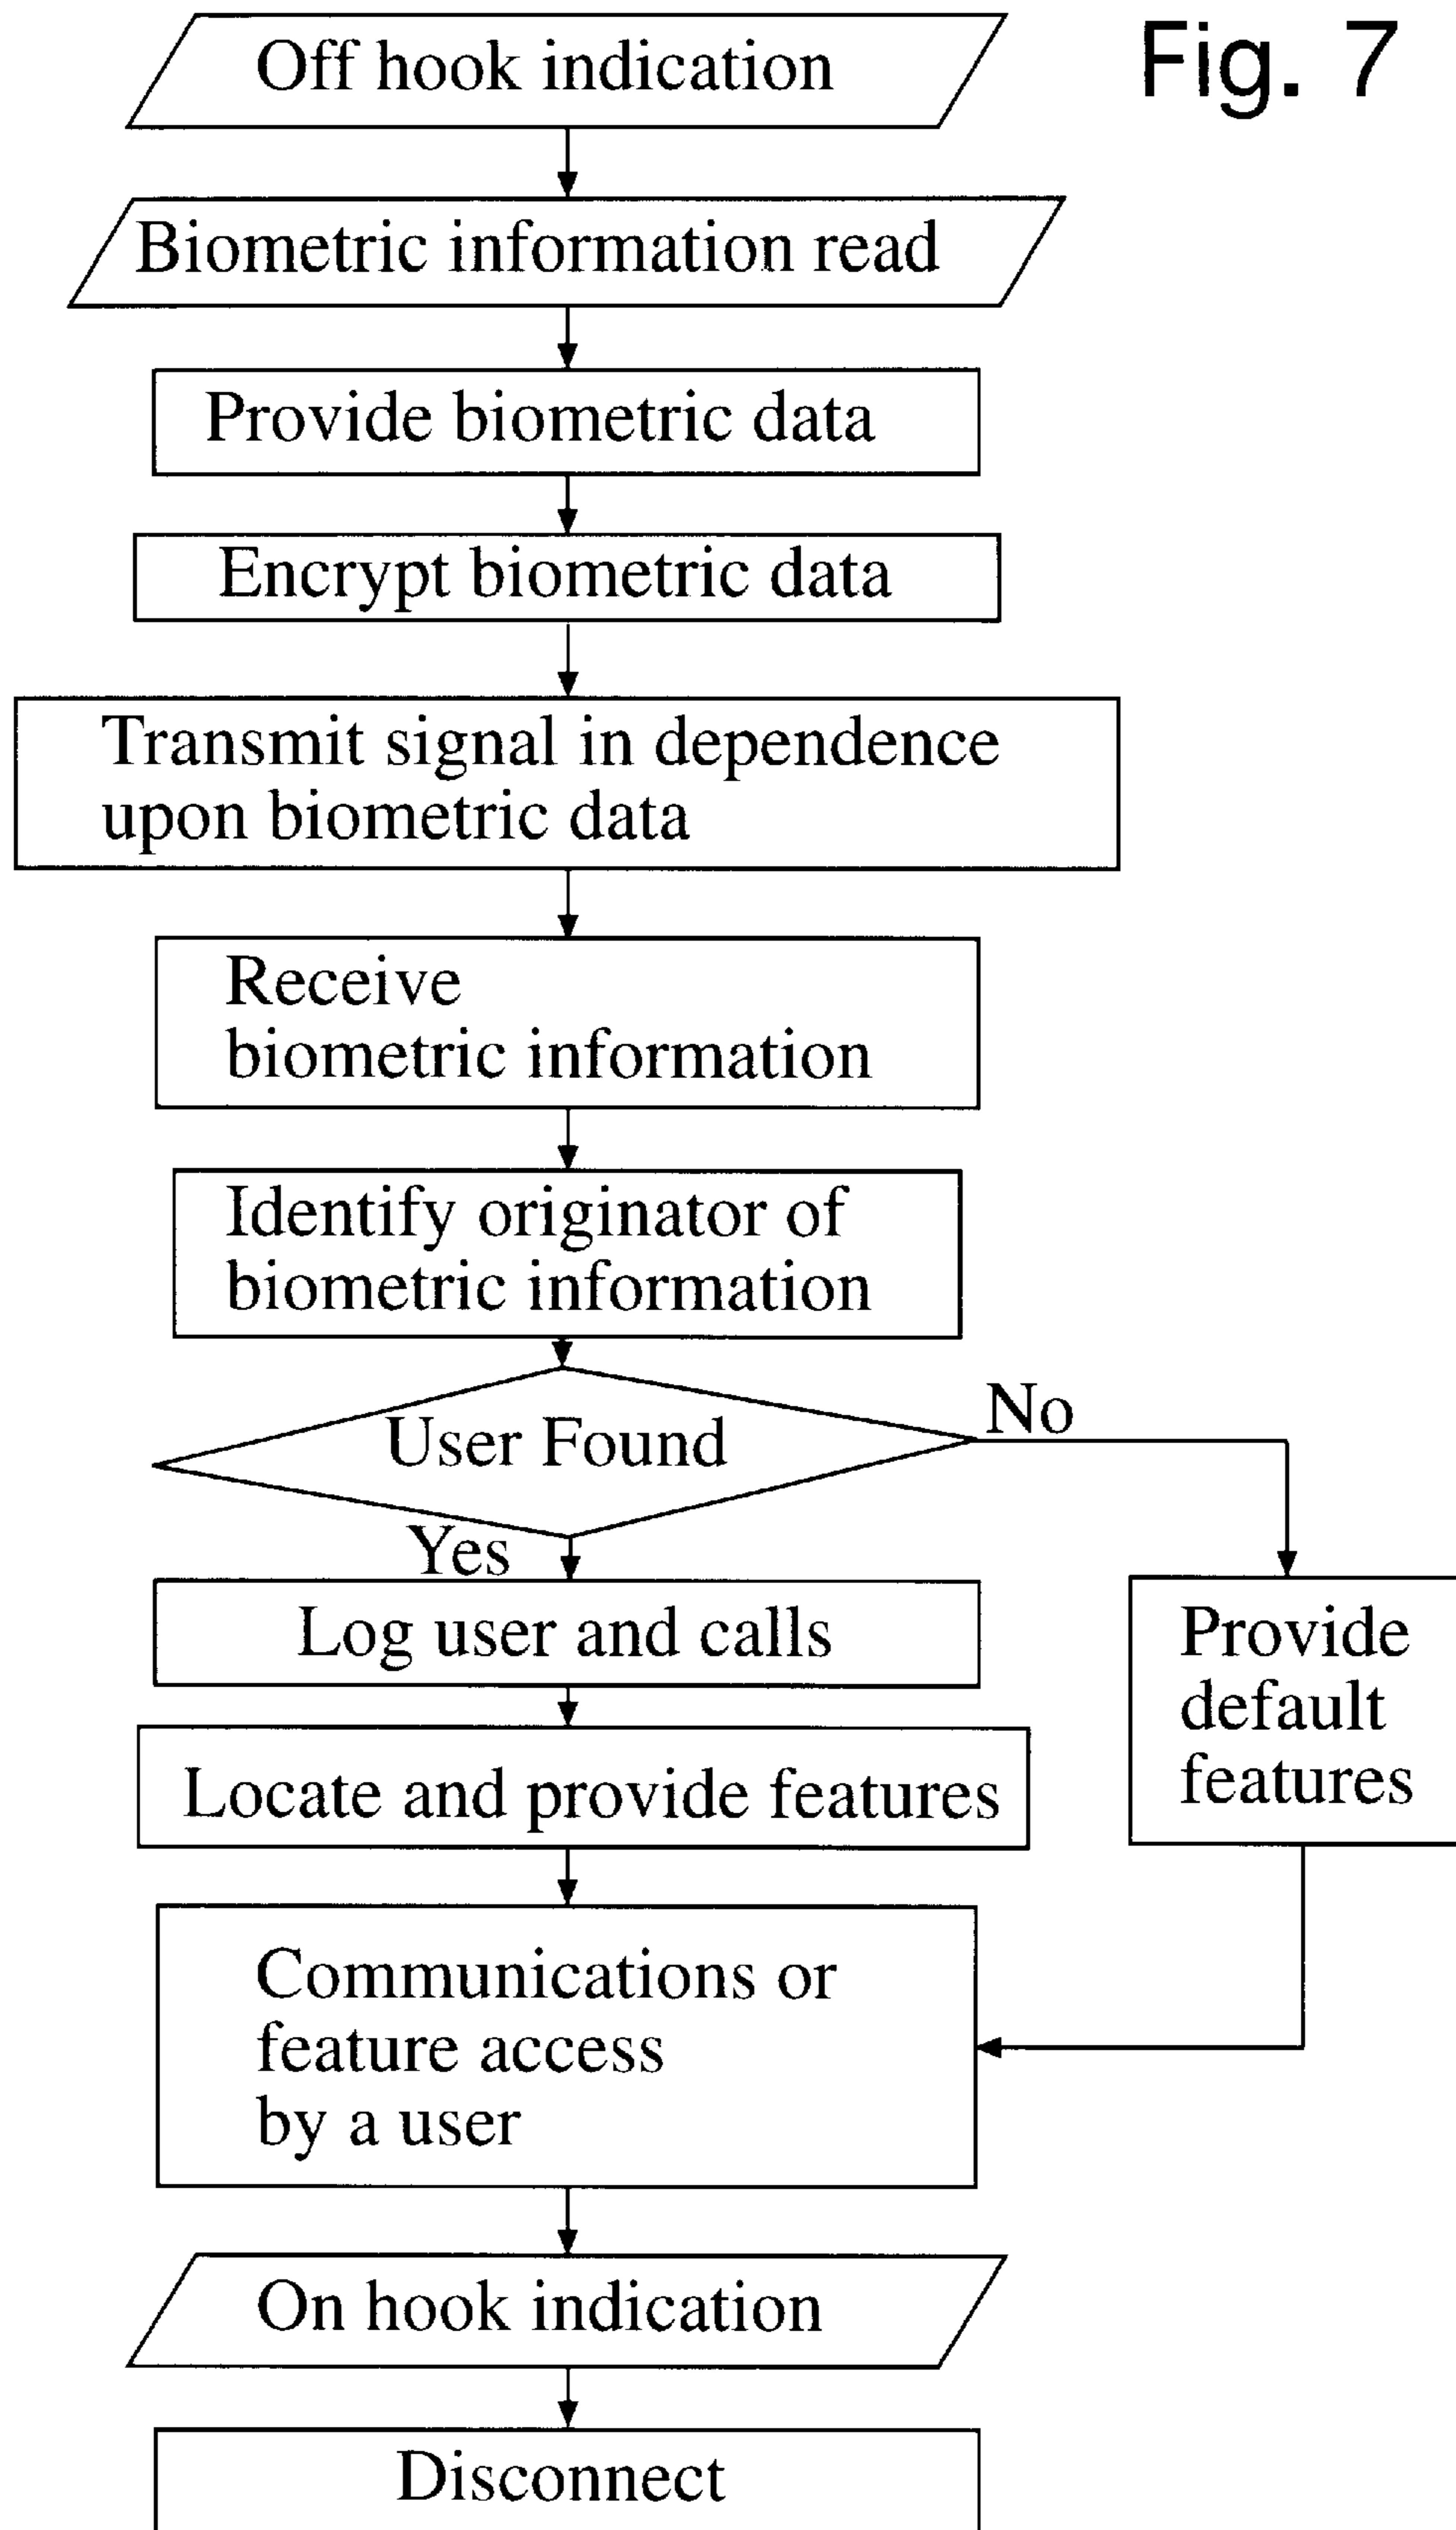 Fig. 7
Off hook indication
Biometric information read
Provide biometric data
Encrypt biometric data
Transmit signal in dependence
upon biometric data
Receive
biometric information
Identify originator of
biometric information
User Found
No
Yes
Log user and calls
Provide
default
features
Locate and provide features
Communications or
feature access
by a user
On hook indication
Disconnect